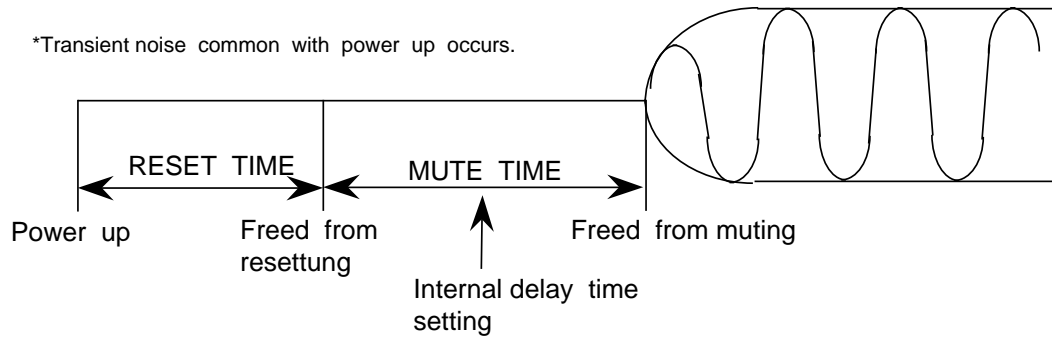 *Transient noise common with power up occurs.
RESET TIME
MUTE TIME
Power up
Freed from
resettung
Freed from muting
Internal delay time
setting